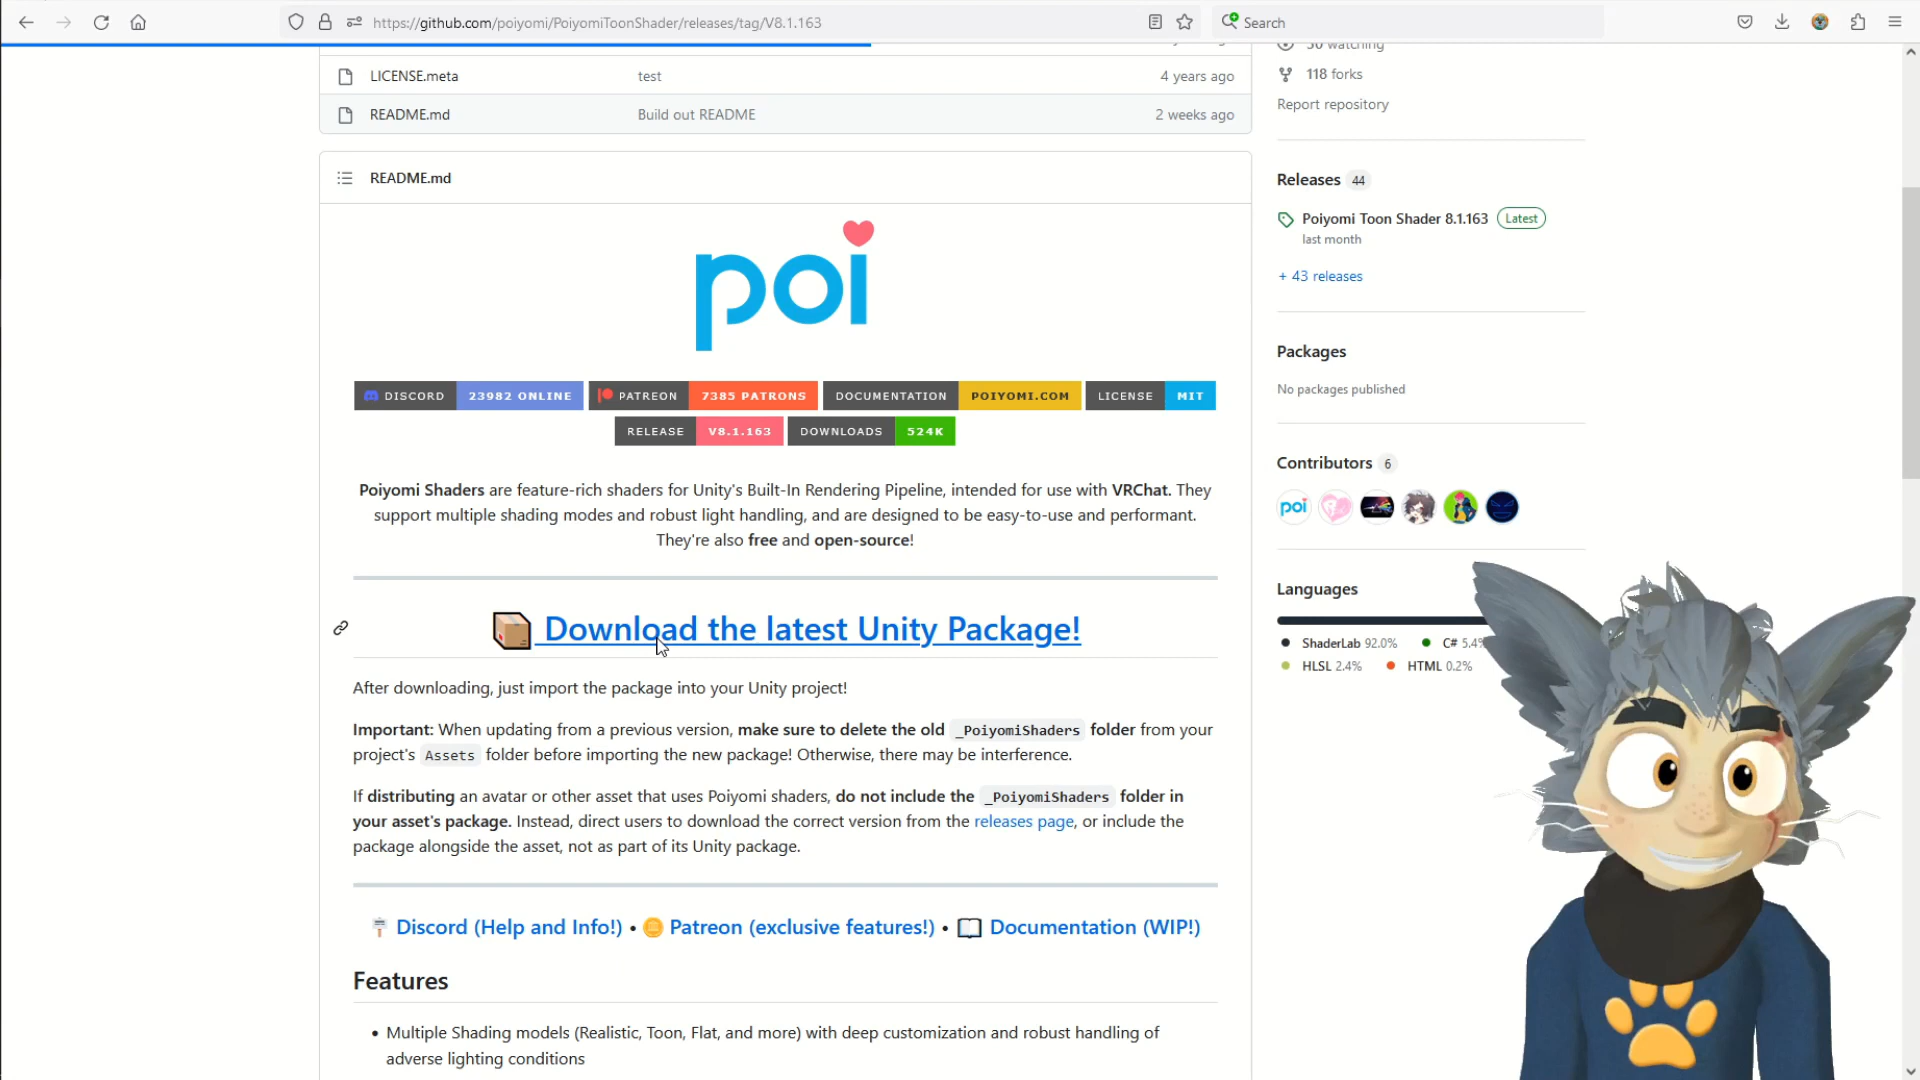 https://github.com/poiyomi/PoiyomiToonShader/releases/tag/V8.1.163
Search
LICENSE.meta test 4 years ago
README.md Build out README 2 weeks ago
README.md
poi
DISCORD 23982 ONLINE PATREON 7385 PATRONS DOCUMENTATION POIYOMI.COM LICENSE MIT
RELEASE V8.1.163 DOWNLOADS 524K
Poiyomi Shaders are feature-rich shaders for Unity's Built-In Rendering Pipeline, intended for use with VRChat. They
support multiple shading modes and robust light handling, and are designed to be easy-to-use and performant.
They're also free and open-source!
Download the latest Unity Package!
After downloading, just import the package into your Unity project!
Important: When updating from a previous version, make sure to delete the old _PoiyomiShaders folder from your
project's Assets folder before importing the new package! Otherwise, there may be interference.
If distributing an avatar or other asset that uses Poiyomi shaders, do not include the _PoiyomiShaders folder in
your asset's package. Instead, direct users to download the correct version from the releases page, or include the
package alongside the asset, not as part of its Unity package.
Discord (Help and Info!) • Patreon (exclusive features!) • Documentation (WIP!)
Features
• Multiple Shading models (Realistic, Toon, Flat, and more) with deep customization and robust handling of
adverse lighting conditions
watching
118 forks
Report repository
Releases 44
Poiyomi Toon Shader 8.1.163 Latest
last month
+ 43 releases
Packages
No packages published
Contributors 6
poi
Languages
ShaderLab 92.0% C# 5.4%
HLSL 2.4% HTML 0.2%